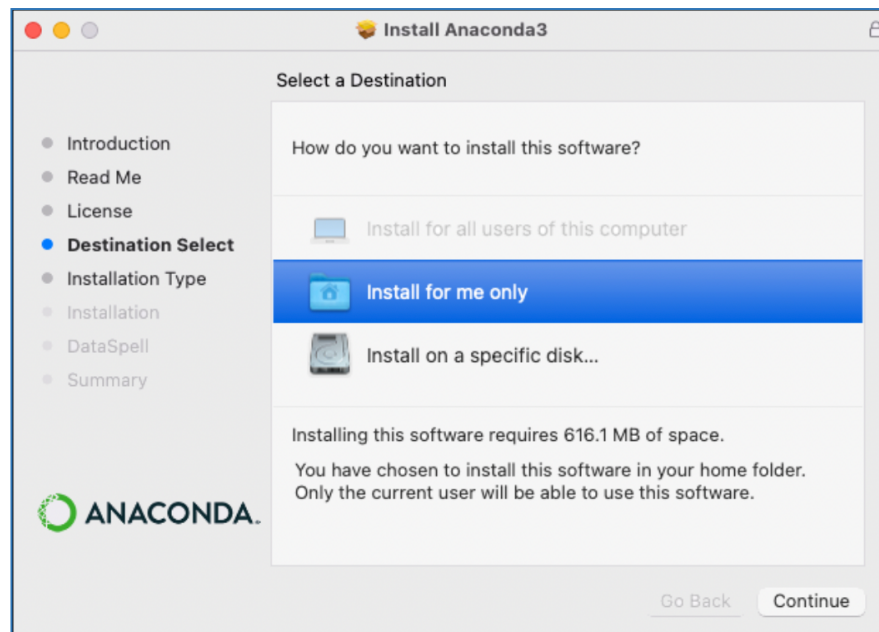 Install Anaconda3
Select a Destination
Introduction
Read Me
License
Destination Select
Installation Type
Installation
DataSpell
Summary
How do you want to install this software?
Install for all users of this computer
Install for me only
Install on a specific disk...
Installing this software requires 616.1 MB of space.
You have chosen to install this software in your home folder.
Only the current user will be able to use this software.
ANACONDA.
Go Back
Continue